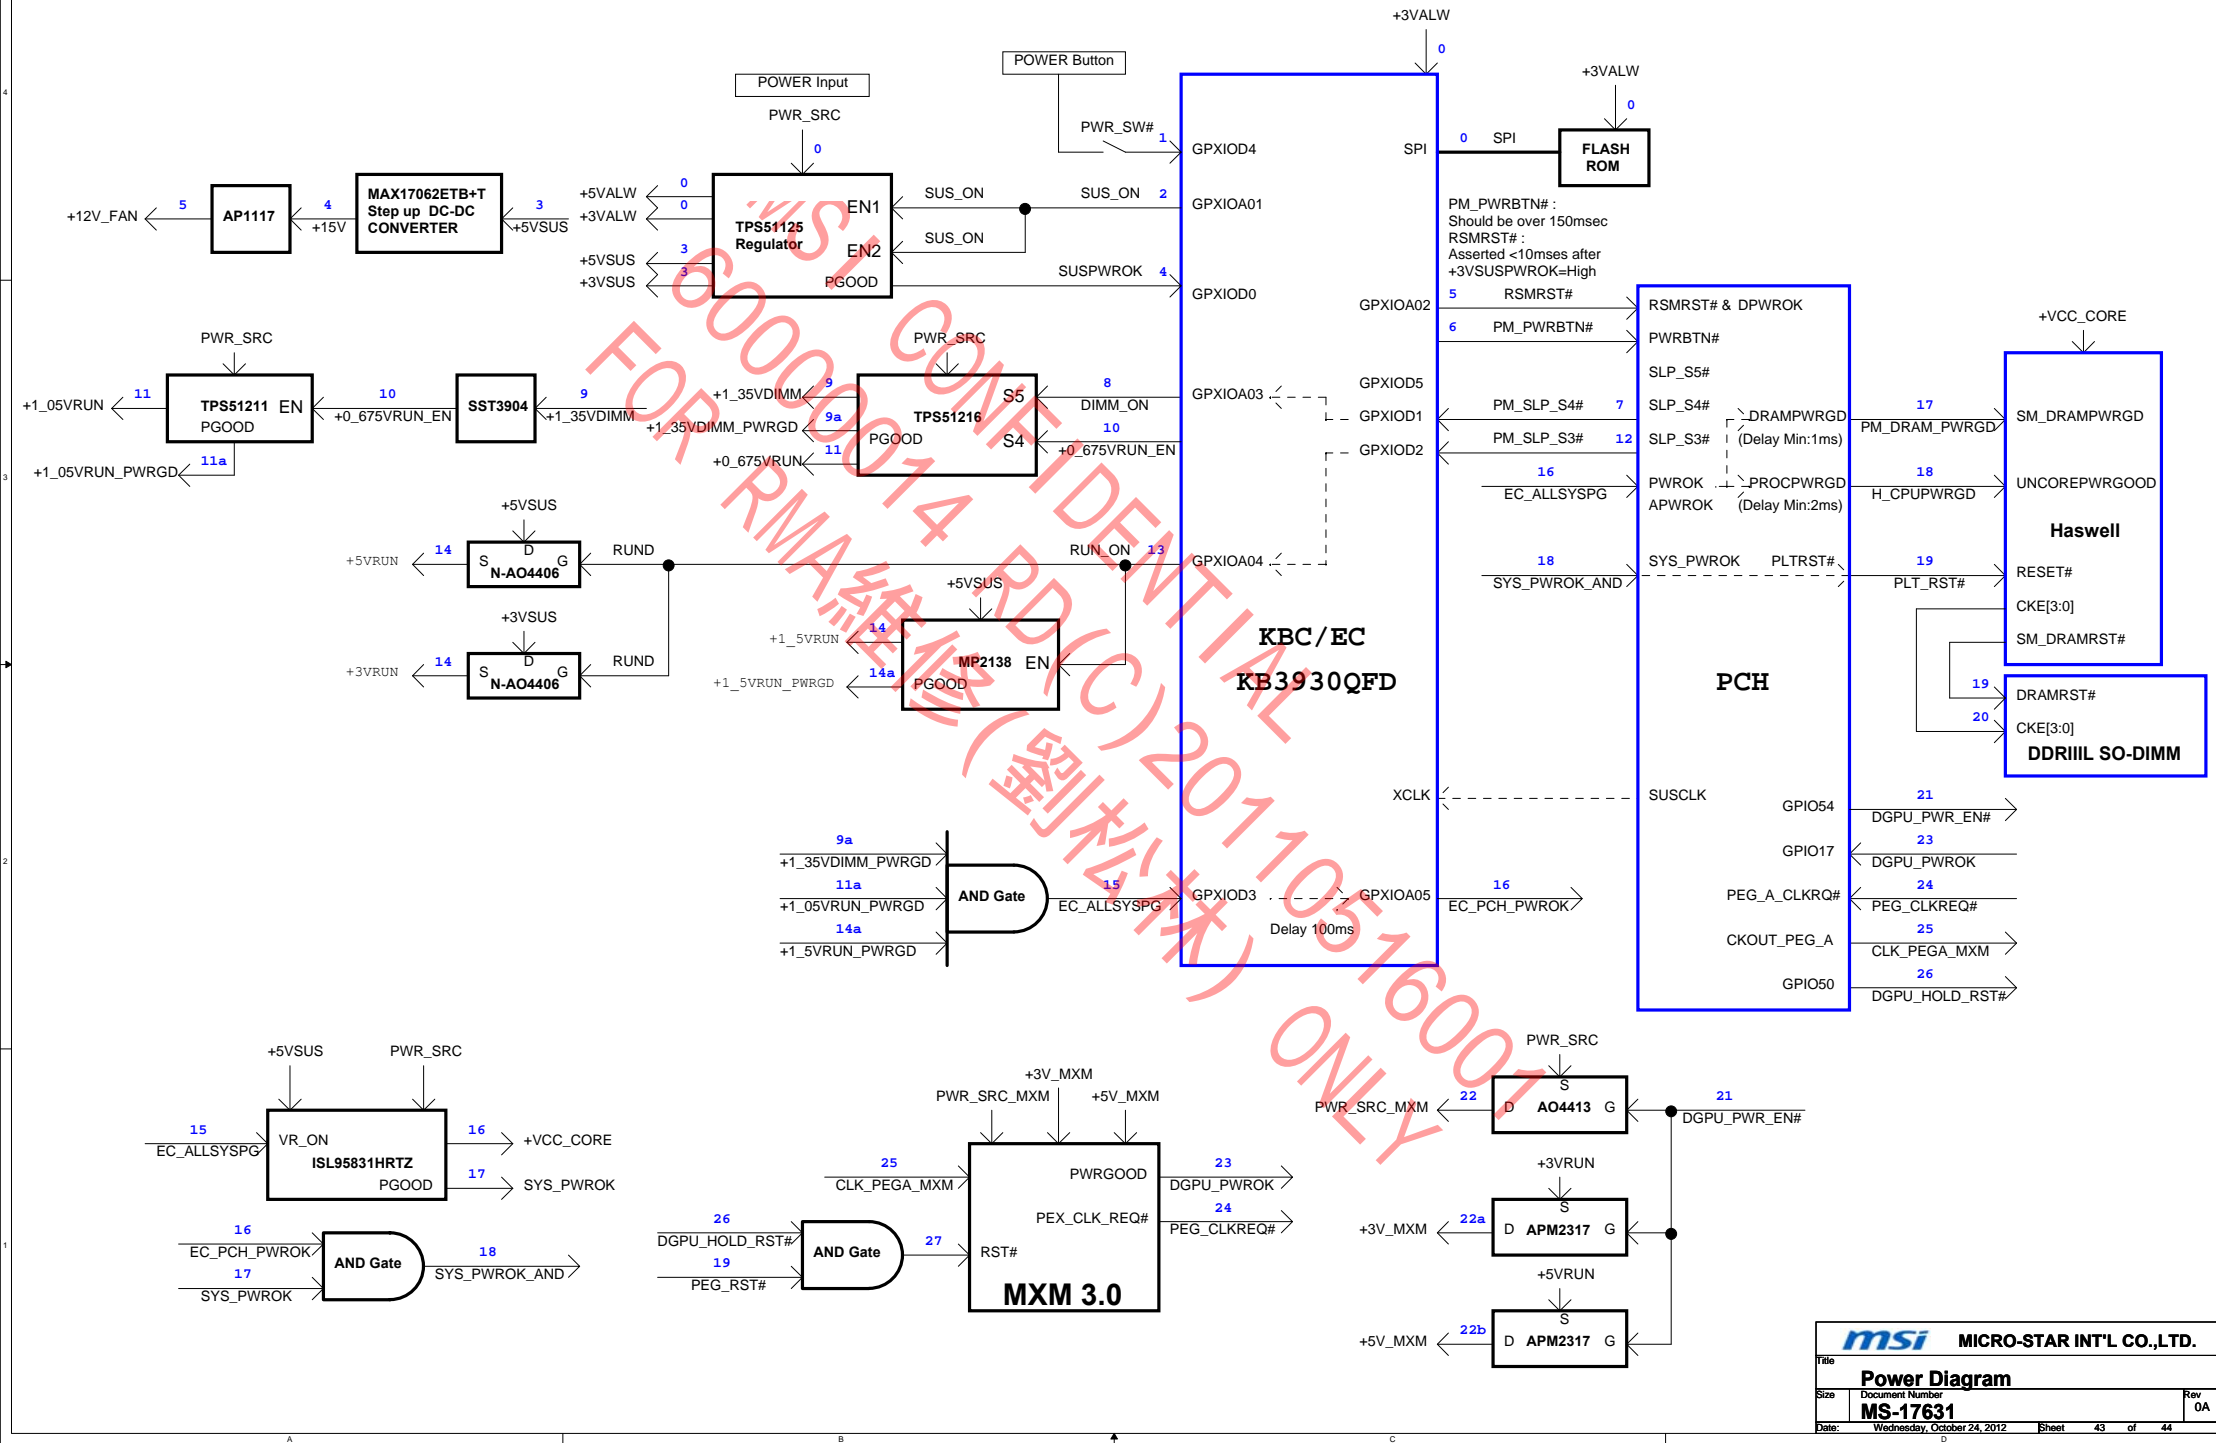 +3VALW
0
POWER Button
POWER Input
PWR_SRC
0
+3VALW
0
PWR_SW#
1
GPXIOD4
SPI
0
SPI
FLASH
ROM
+12V_FAN
5
AP1117
4
+15V
MAX17062ETB+T
Step up DC-DC
CONVERTER
3
+5VSUS
+5VALW
0
+3VALW
0
+5VSUS
3
+3VSUS
3
TPS51125
Regulator
EN1
EN2
PGOOD
SUS_ON
SUS_ON
SUS_ON
2
GPXIOA01
SUSPWROK
4
GPXIOD0
PM_PWRBTN# :
Should be over 150msec
RSMRST# :
Asserted <10mses after
+3VSUSPWROK=High
GPXIOA02
5
RSMRST#
RSMRST# & DPWROK
6
PM_PWRBTN#
PWRBTN#
+VCC_CORE
PWR_SRC
+1_05VRUN
11
TPS51211
EN
PGOOD
11a
+1_05VRUN_PWRGD
10
+0_675VRUN_EN
SST3904
9
+1_35VDIMM
PWR_SRC
9
+1_35VDIMM
9a
+1_35VDIMM_PWRGD
11
+0_675VRUN
TPS51216
PGOOD
S5
S4
8
DIMM_ON
10
+0_675VRUN_EN
GPXIOA03
GPXIOD5
GPXIOD1
GPXIOD2
SLP_S5#
PM_SLP_S4#
7
SLP_S4#
PM_SLP_S3#
12
SLP_S3#
DRAMPWRGD
(Delay Min:1ms)
17
PM_DRAM_PWRGD
SM_DRAMPWRGD
16
EC_ALLSYSPG
PWROK
APWROK
PROCPWRGD
(Delay Min:2ms)
18
H_CPUPWRGD
UNCOREPWRGOOD
Haswell
+5VSUS
+5VRUN
14
S
D
G
N-AO4406
RUND
RUN_ON
13
GPXIOA04
18
SYS_PWROK_AND
SYS_PWROK
PLTRST#
19
PLT_RST#
RESET#
CKE[3:0]
SM_DRAMRST#
+3VSUS
+3VRUN
14
S
D
G
N-AO4406
RUND
+5VSUS
+1_5VRUN
14
14a
+1_5VRUN_PWRGD
MP2138
EN
PGOOD
KBC/EC
KB3930QFD
PCH
19
DRAMRST#
20
CKE[3:0]
DDRIIIL SO-DIMM
XCLK
SUSCLK
GPIO54
21
DGPU_PWR_EN#
GPIO17
23
DGPU_PWROK
PEG_A_CLKRQ#
24
PEG_CLKREQ#
CKOUT_PEG_A
25
CLK_PEGA_MXM
GPIO50
26
DGPU_HOLD_RST#
9a
+1_35VDIMM_PWRGD
11a
+1_05VRUN_PWRGD
14a
+1_5VRUN_PWRGD
AND Gate
15
EC_ALLSYSPG
GPXIOD3
Delay 100ms
GPXIOA05
16
EC_PCH_PWROK
+5VSUS
PWR_SRC
15
EC_ALLSYSPG
VR_ON
ISL95831HRTZ
PGOOD
16
+VCC_CORE
17
SYS_PWROK
16
EC_PCH_PWROK
17
SYS_PWROK
AND Gate
18
SYS_PWROK_AND
PWR_SRC_MXM
+3V_MXM
+5V_MXM
25
CLK_PEGA_MXM
26
DGPU_HOLD_RST#
19
PEG_RST#
AND Gate
27
RST#
PWRGOOD
PEX_CLK_REQ#
MXM 3.0
23
DGPU_PWROK
24
PEG_CLKREQ#
PWR_SRC
PWR_SRC_MXM
22
S
D
AO4413
G
21
DGPU_PWR_EN#
+3VRUN
+3V_MXM
22a
S
D
APM2317
G
+5VRUN
+5V_MXM
22b
S
D
APM2317
G
MSI CONFIDENTIAL
60000014 RD(C)2011051600​1
FOR RMA維修(劉松林) ONLY
msi
MICRO-STAR INT'L CO.,LTD.
Title
Power Diagram
Size
Document Number
Rev
MS-17631
0A
Date:
Wednesday, October 24, 2012
Sheet
43
of
44
4
3
2
1
A
B
C
D